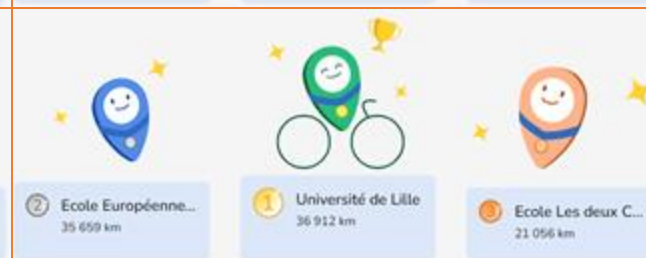 2 Ecole Européenne...
35 659 km
1 Université de Lille
36 912 km
3 Ecole Les deux C...
21 056 km